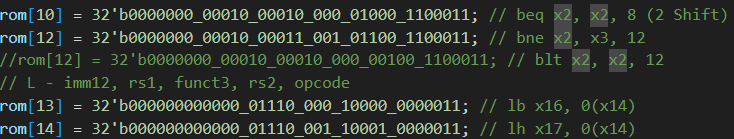 rom[10] = 32'b0000000_00010_00010_000_01000_1100011; // beq x2, x2, 8 (2 Shift)
rom[12] = 32'b0000000_00010_00011_001_01100_1100011; // bne x2, x3, 12
//rom[12] = 32'b0000000_00010_00010_000_00100_1100011; // blt x2, x2, 12
// L - imm12, rs1, funct3, rs2, opcode
rom[13] = 32'b000000000000_01110_000_10000_0000011; // lb x16, 0(x14)
rom[14] = 32'b000000000000_01110_001_10001_0000011; // lh x17, 0(x14)